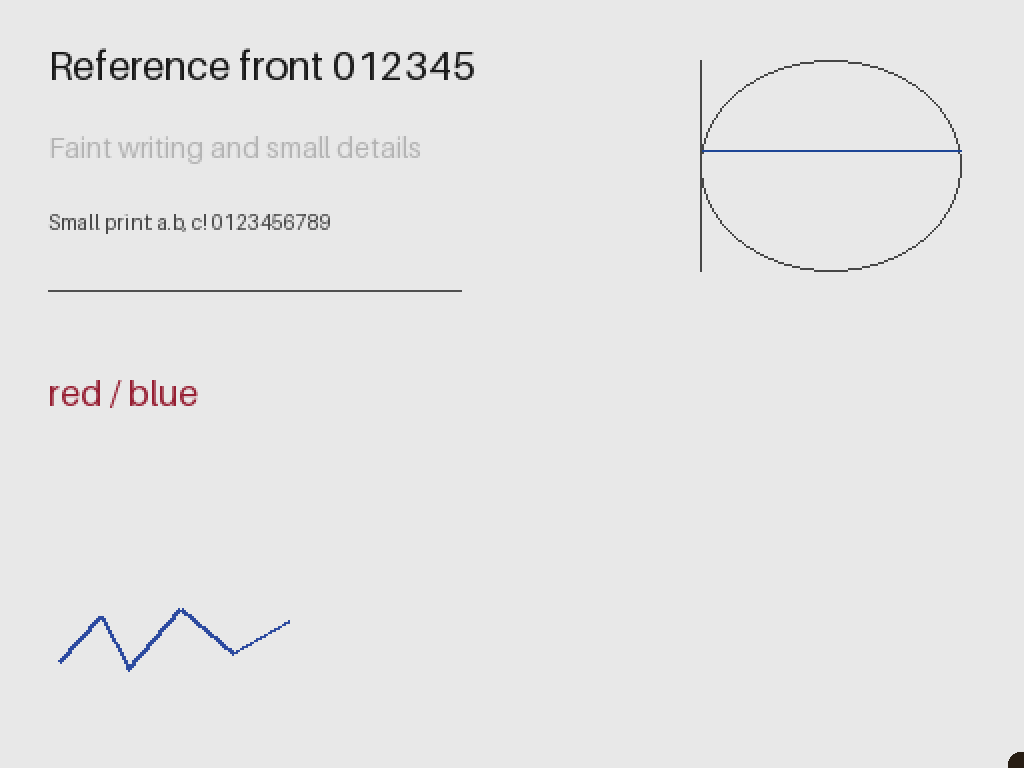 Reference front 012345
Faint writing and small details
Small print a.b, c! 0123456789
red / blue